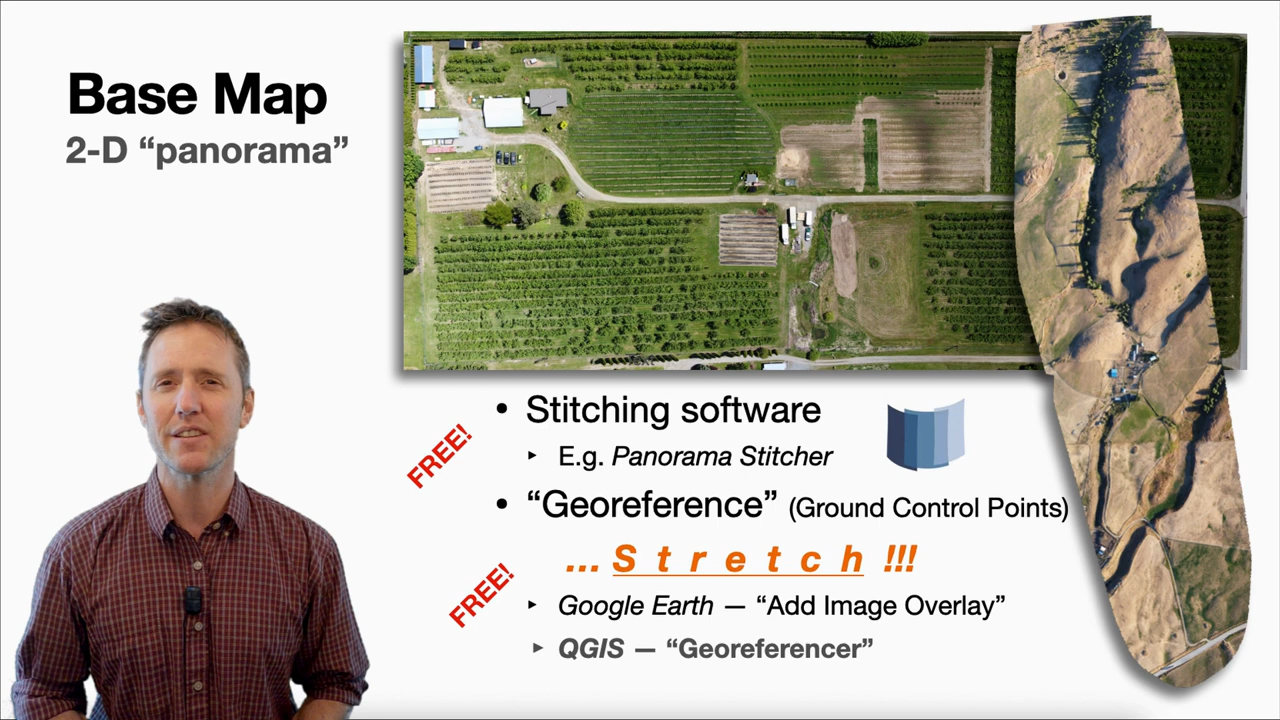 Base Map
2-D “panorama”
• Stitching software
FREE!
‣ E.g. Panorama Stitcher
• “Georeference” (Ground Control Points)
... S t r e t c h !!!
FREE!
‣ Google Earth — “Add Image Overlay”
‣ QGIS — “Georeferencer”